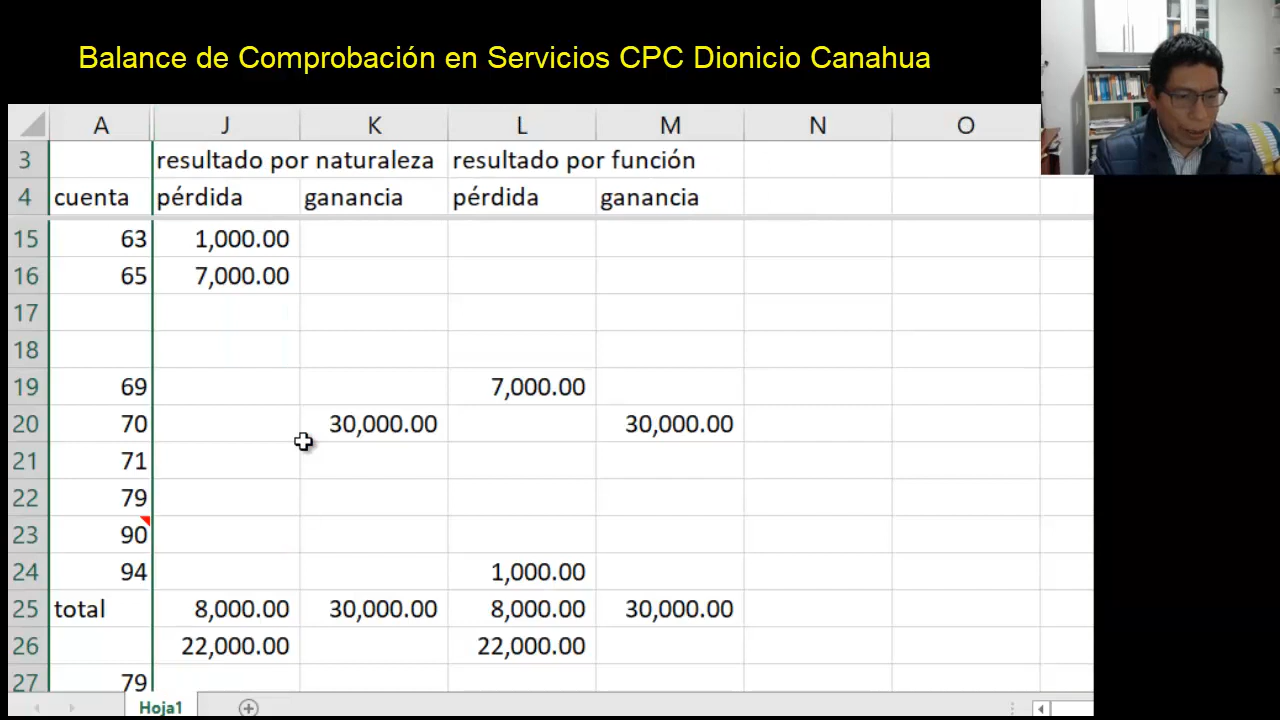 Balance de Comprobación en Servicios CPC Dionicio Canahua
A J K L M N O
3 resultado por naturaleza resultado por función
4 cuenta pérdida ganancia pérdida ganancia
15 63 1,000.00
16 65 7,000.00
17
18
19 69 7,000.00
20 70 30,000.00 30,000.00
21 71
22 79
23 90
24 94 1,000.00
25 total 8,000.00 30,000.00 8,000.00 30,000.00
26 22,000.00 22,000.00
27 79
Hoja1